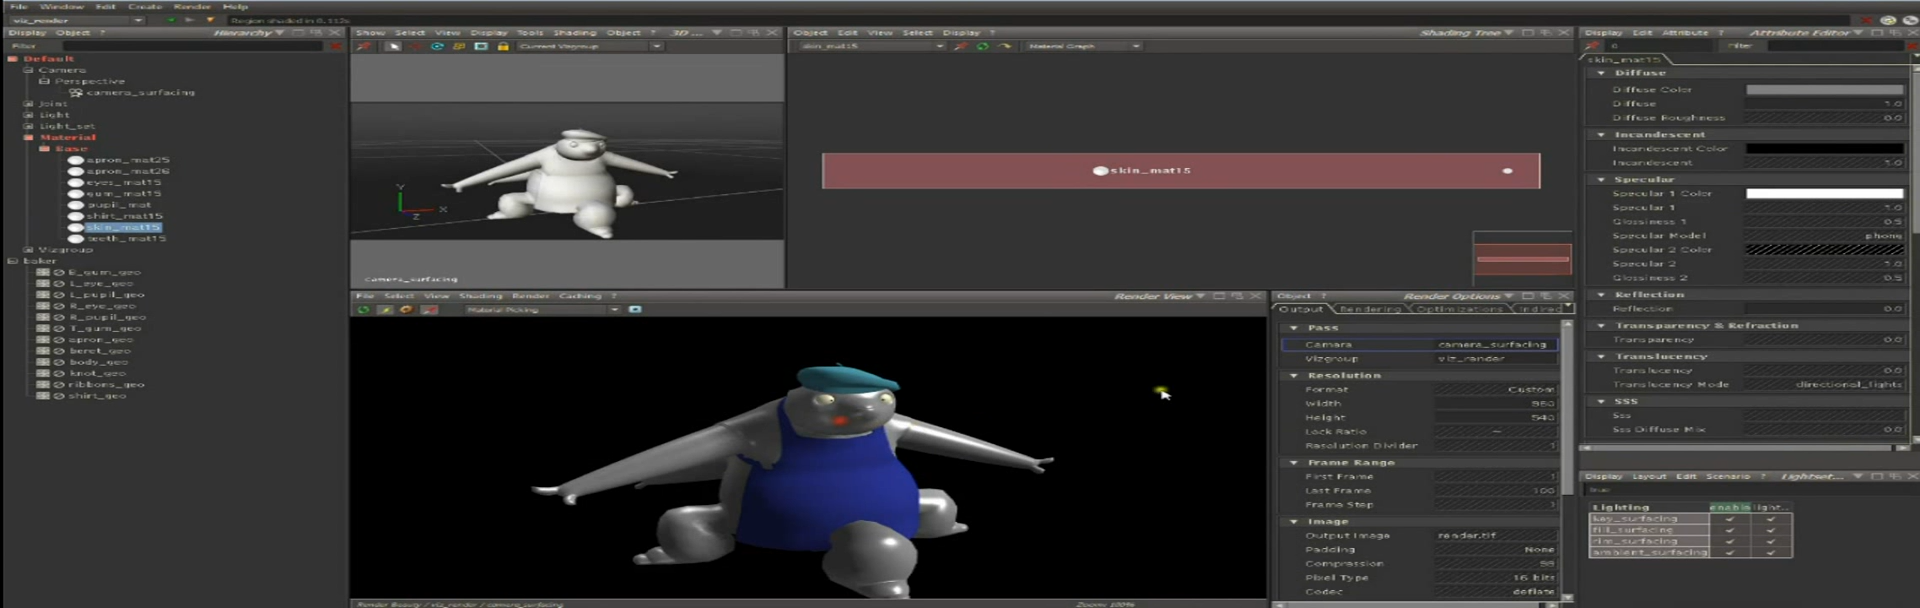 File Window Edit Create Render Help
viz_render Region shaded in 0.112s
Display Object ? Hierarchy
Filter
Default
Camera
Perspective
camera_surfacing
Joint
Light
Light_set
Material
Base
apron_mat25
apron_mat26
eyes_mat15
gum_mat15
pupil_mat
shirt_mat15
skin_mat15
teeth_mat15
Vizgroup
baker
B_gum_geo
L_eye_geo
L_pupil_geo
R_eye_geo
R_pupil_geo
T_gum_geo
apron_geo
beret_geo
body_geo
knot_geo
ribbons_geo
shirt_geo
Show Select View Display Tools Shading Object ? 3D ...
Current Vizgroup
Y
X
Z
camera_surfacing
Object Edit View Select Display ? Shading Tree
skin_mat15 Material Graph
skin_mat15
File Select View Shading Render Caching ? Render View
Material Picking
Render Beauty / viz_render / camera_surfacing Zoom: 100%
Object ? Render Options
Output Rendering Optimizations Indirec
Pass
Camera camera_surfacing
Vizgroup viz_render
Resolution
Format Custom
Width 960
Height 540
Lock Ratio
Resolution Divider 1
Frame Range
First Frame 1
Last Frame 100
Frame Step 1
Image
Output Image render.tif
Padding None
Compression 98
Pixel Type 16 bits
Codec deflate
Display Edit Attribute Attribute Editor
0 Filter
skin_mat15
Diffuse
Diffuse Color
Diffuse 1.0
Diffuse Roughness 0.0
Incandescent
Incandescent Color
Incandescent 1.0
Specular
Specular 1 Color
Specular 1 1.0
Glossiness 1 0.5
Specular Model phong
Specular 2 Color
Specular 2 1.0
Glossiness 2 0.5
Reflection
Reflection 0.0
Transparency & Refraction
Transparency 0.0
Translucency
Translucency 0.0
Translucency Mode directional_lights
SSS
Sss
Sss Diffuse Mix 0.0
Display Layout Edit Scenario ? Lightset...
true
Lighting enable light..
key_surfacing
fill_surfacing
rim_surfacing
ambient_surfacing